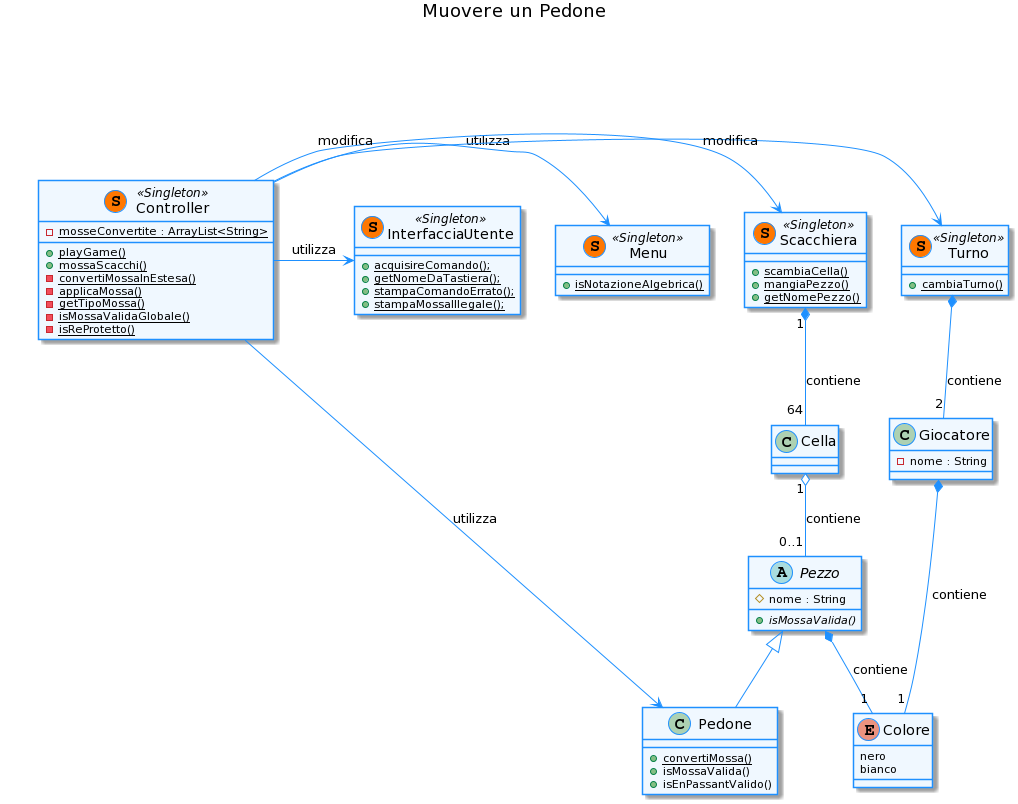 Muovere un Pedone
modifica
utilizza
modifica
S «Singleton»
Controller
mosseConvertite : ArrayList<String>
playGame()
mossaScacchi()
convertiMossaInEstesa()
applicaMossa()
getTipoMossa()
isMossaValidaGlobale()
isReProtetto()
utilizza
S «Singleton»
InterfacciaUtente
acquisireComando();
getNomeDaTastiera();
stampaComandoErrato();
stampaMossaIllegale();
S «Singleton»
Menu
isNotazioneAlgebrica()
S «Singleton»
Scacchiera
scambiaCella()
mangiaPezzo()
getNomePezzo()
S «Singleton»
Turno
cambiaTurno()
1
contiene
64
contiene
2
C Cella
C Giocatore
nome : String
1
contiene
0..1
utilizza
A Pezzo
nome : String
isMossaValida()
contiene
contiene
1
1
C Pedone
convertiMossa()
isMossaValida()
isEnPassantValido()
E Colore
nero
bianco